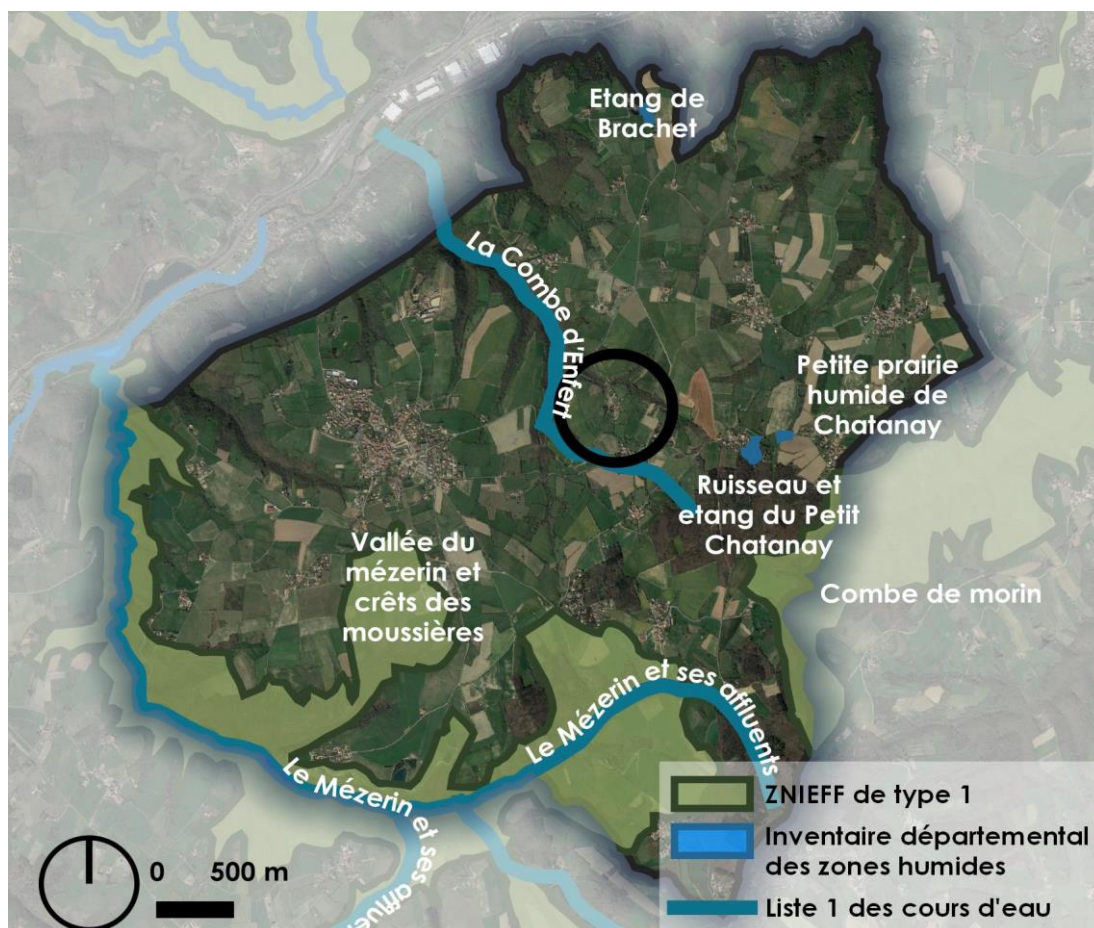 Etang de
Brachet
La Combe d'Enfert
Petite prairie
humide de
Chatanay
Ruisseau et
etang du Petit
Chatanay
Vallée du
mézerin et
crêts des
moussières
Combe de morin
Le Mézerin et ses affluents
Le Mézerin et ses afflue
ZNIEFF de type 1
Inventaire départemental
des zones humides
Liste 1 des cours d'eau
0 500 m